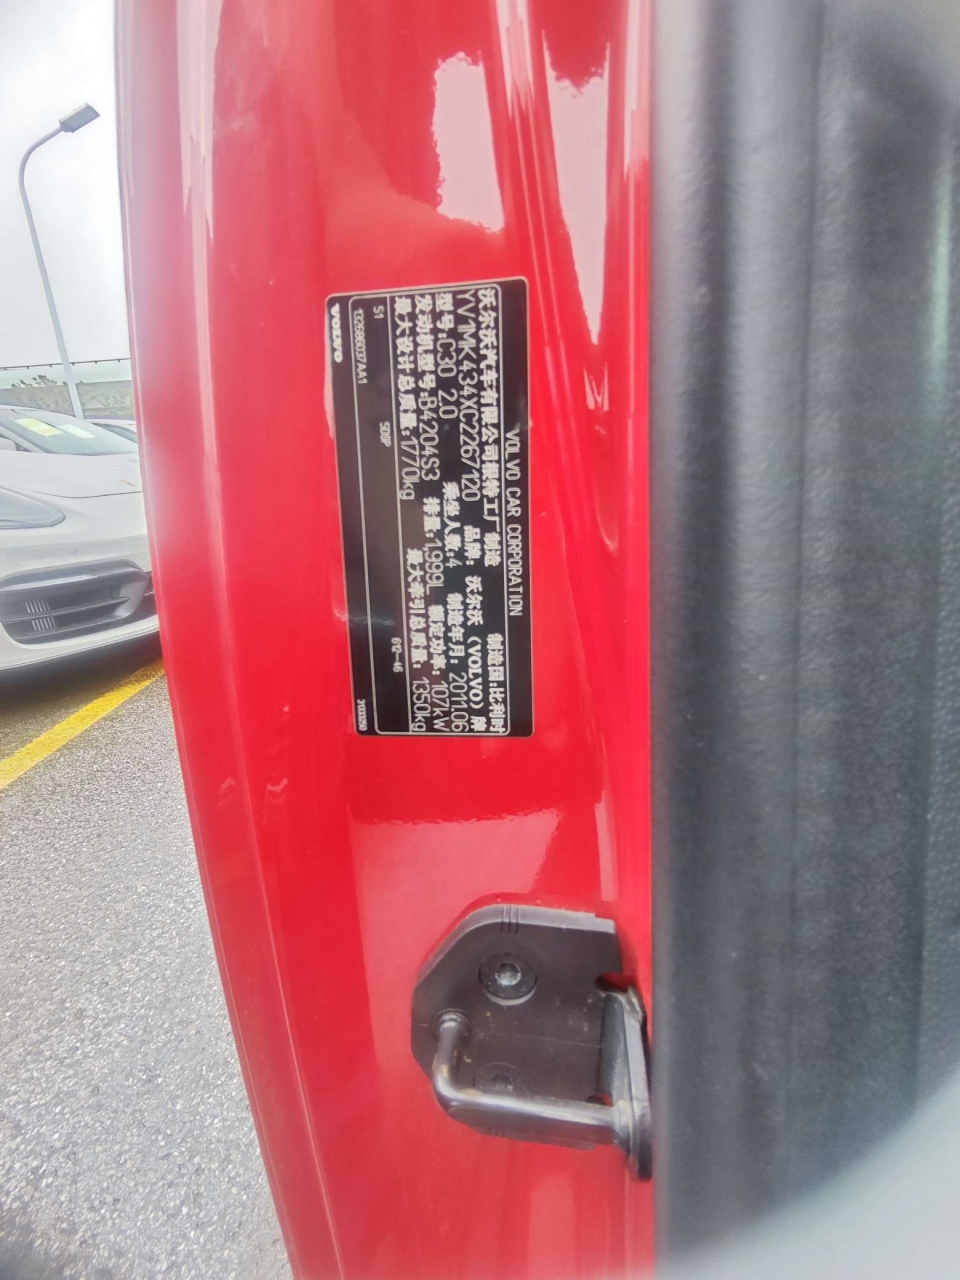 VOLVO CAR CORPORATION
沃尔沃汽车有限公司根特工厂 制造 制造国:比利时
YV1MK434XC2267120 品牌: 沃尔沃（VOLVO）牌
型号:C30 2.0 乘坐人数:4 制造年月:2011.06
发动机型号:B4204S3 排量:1,999L 额定功率:107kW
最大设计总质量:1770kg 最大牵引总质量:1350kg
51 612-46
VOLVO